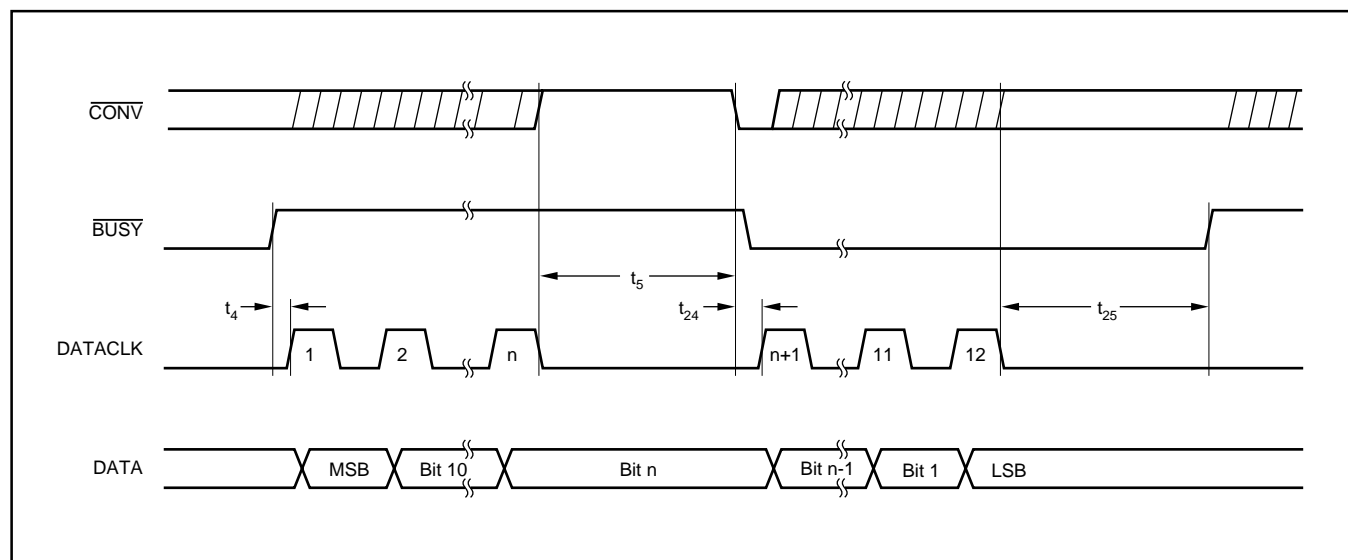 CONV
BUSY
t5
t4
t24
t25
DATACLK
1
2
n
n+1
11
12
DATA
MSB
Bit 10
Bit n
Bit n-1
Bit 1
LSB